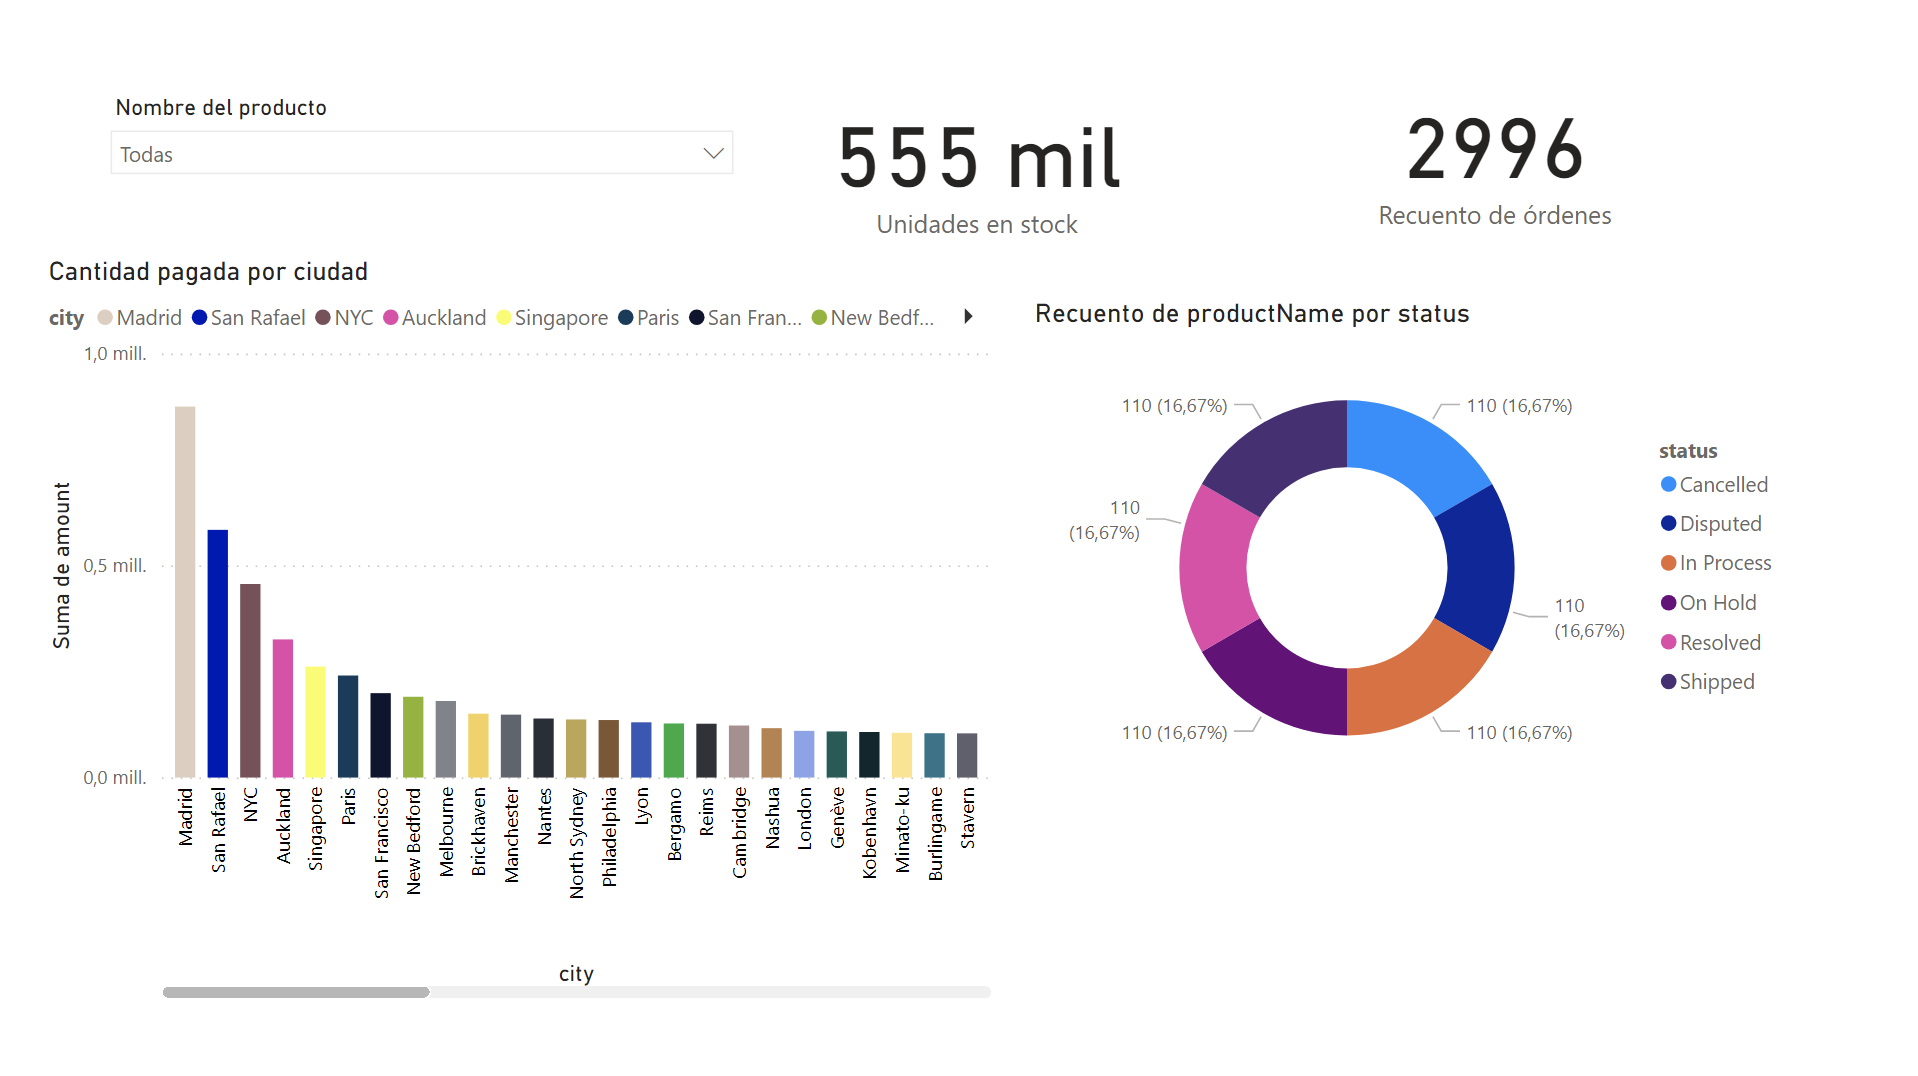 Nombre del producto
Todas
555 mil
Unidades en stock
2996
Recuento de órdenes
Cantidad pagada por ciudad
city Madrid San Rafael NYC Auckland Singapore Paris San Fran... New Bedf...
Suma de amount
1,0 mill.
0,5 mill.
0,0 mill.
Madrid
San Rafael
NYC
Auckland
Singapore
Paris
San Francisco
New Bedford
Melbourne
Brickhaven
Manchester
Nantes
North Sydney
Philadelphia
Lyon
Bergamo
Reims
Cambridge
Nashua
London
Genève
Kobenhavn
Minato-ku
Burlingame
Stavern
city
Recuento de productName por status
110 (16,67%)
110 (16,67%)
110
(16,67%)
110
(16,67%)
110 (16,67%)
110 (16,67%)
status
Cancelled
Disputed
In Process
On Hold
Resolved
Shipped